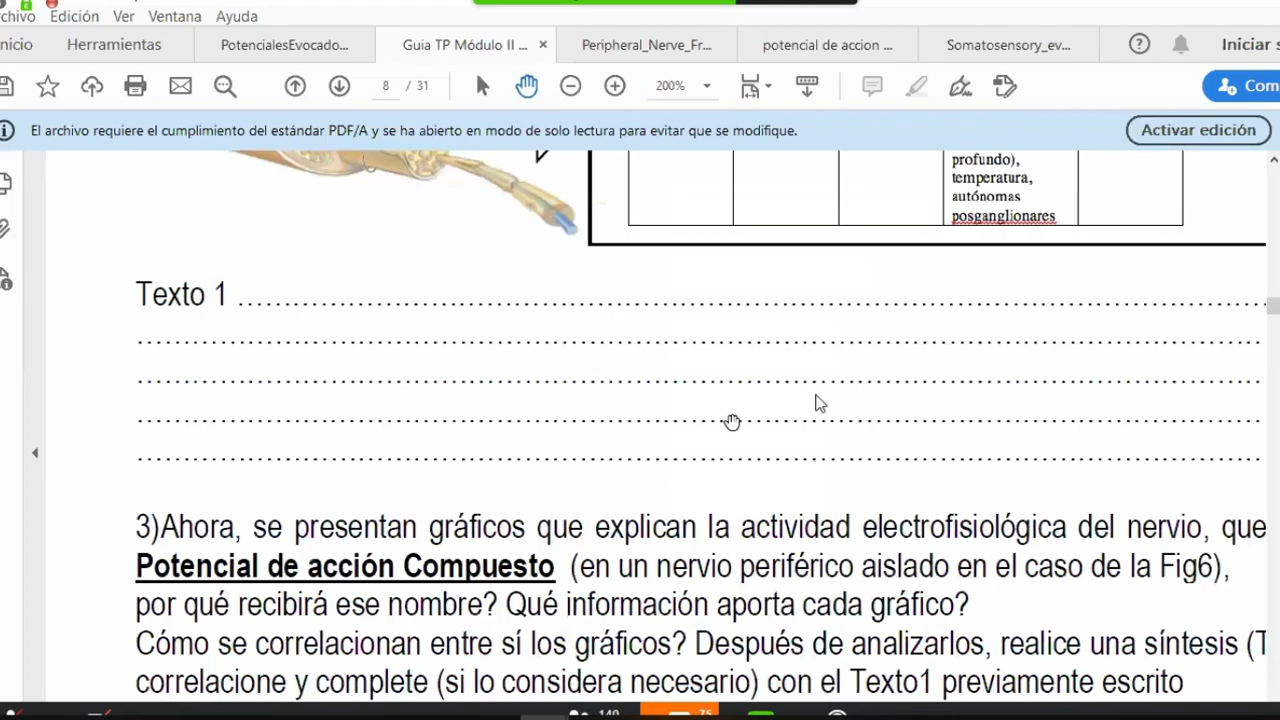 rchivo Edición Ver Ventana Ayuda
nicio Herramientas PotencialesEvocado... Guia TP Módulo II ... × Peripheral_Nerve_Fr... potencial de accion ... Somatosensory_ev... Iniciar s
8 / 31 200% Com
El archivo requiere el cumplimiento del estándar PDF/A y se ha abierto en modo de solo lectura para evitar que se modifique. Activar edición
profundo),
temperatura,
autónomas
posganglionares
Texto 1 ..........
3)Ahora, se presentan gráficos que explican la actividad electrofisiológica del nervio, que
Potencial de acción Compuesto (en un nervio periférico aislado en el caso de la Fig6),
por qué recibirá ese nombre? Qué información aporta cada gráfico?
Cómo se correlacionan entre sí los gráficos? Después de analizarlos, realice una síntesis (T
correlacione y complete (si lo considera necesario) con el Texto1 previamente escrito
140 75